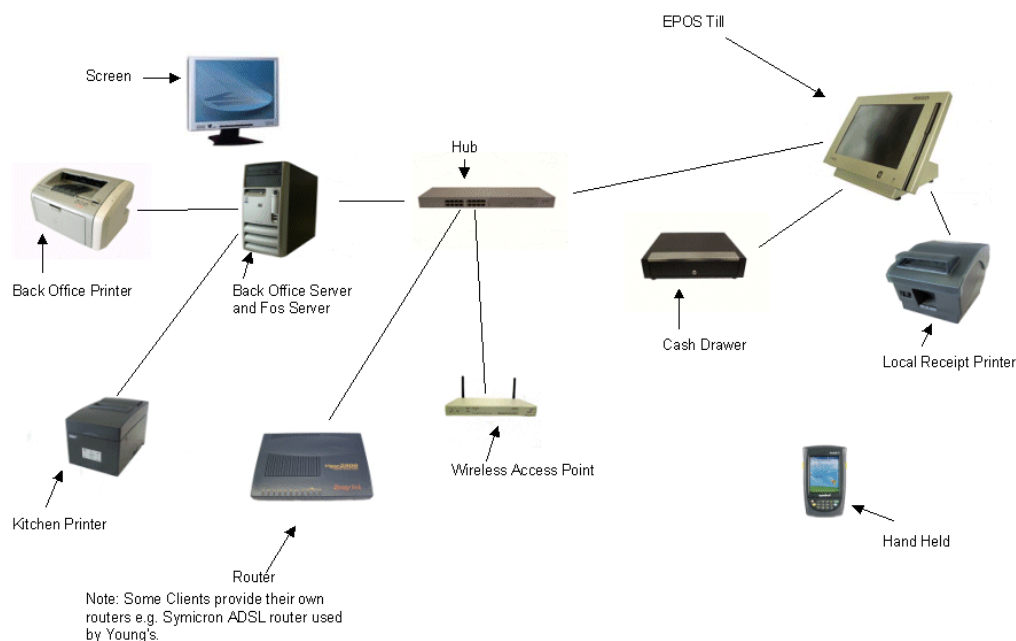 EPOS Till
Screen
Hub
Back Office Printer
Back Office Server
and Fos Server
Cash Drawer
Local Receipt Printer
Wireless Access Point
Kitchen Printer
Hand Held
Router
Note: Some Clients provide their own
routers e.g. Symicron ADSL router used
by Young's.